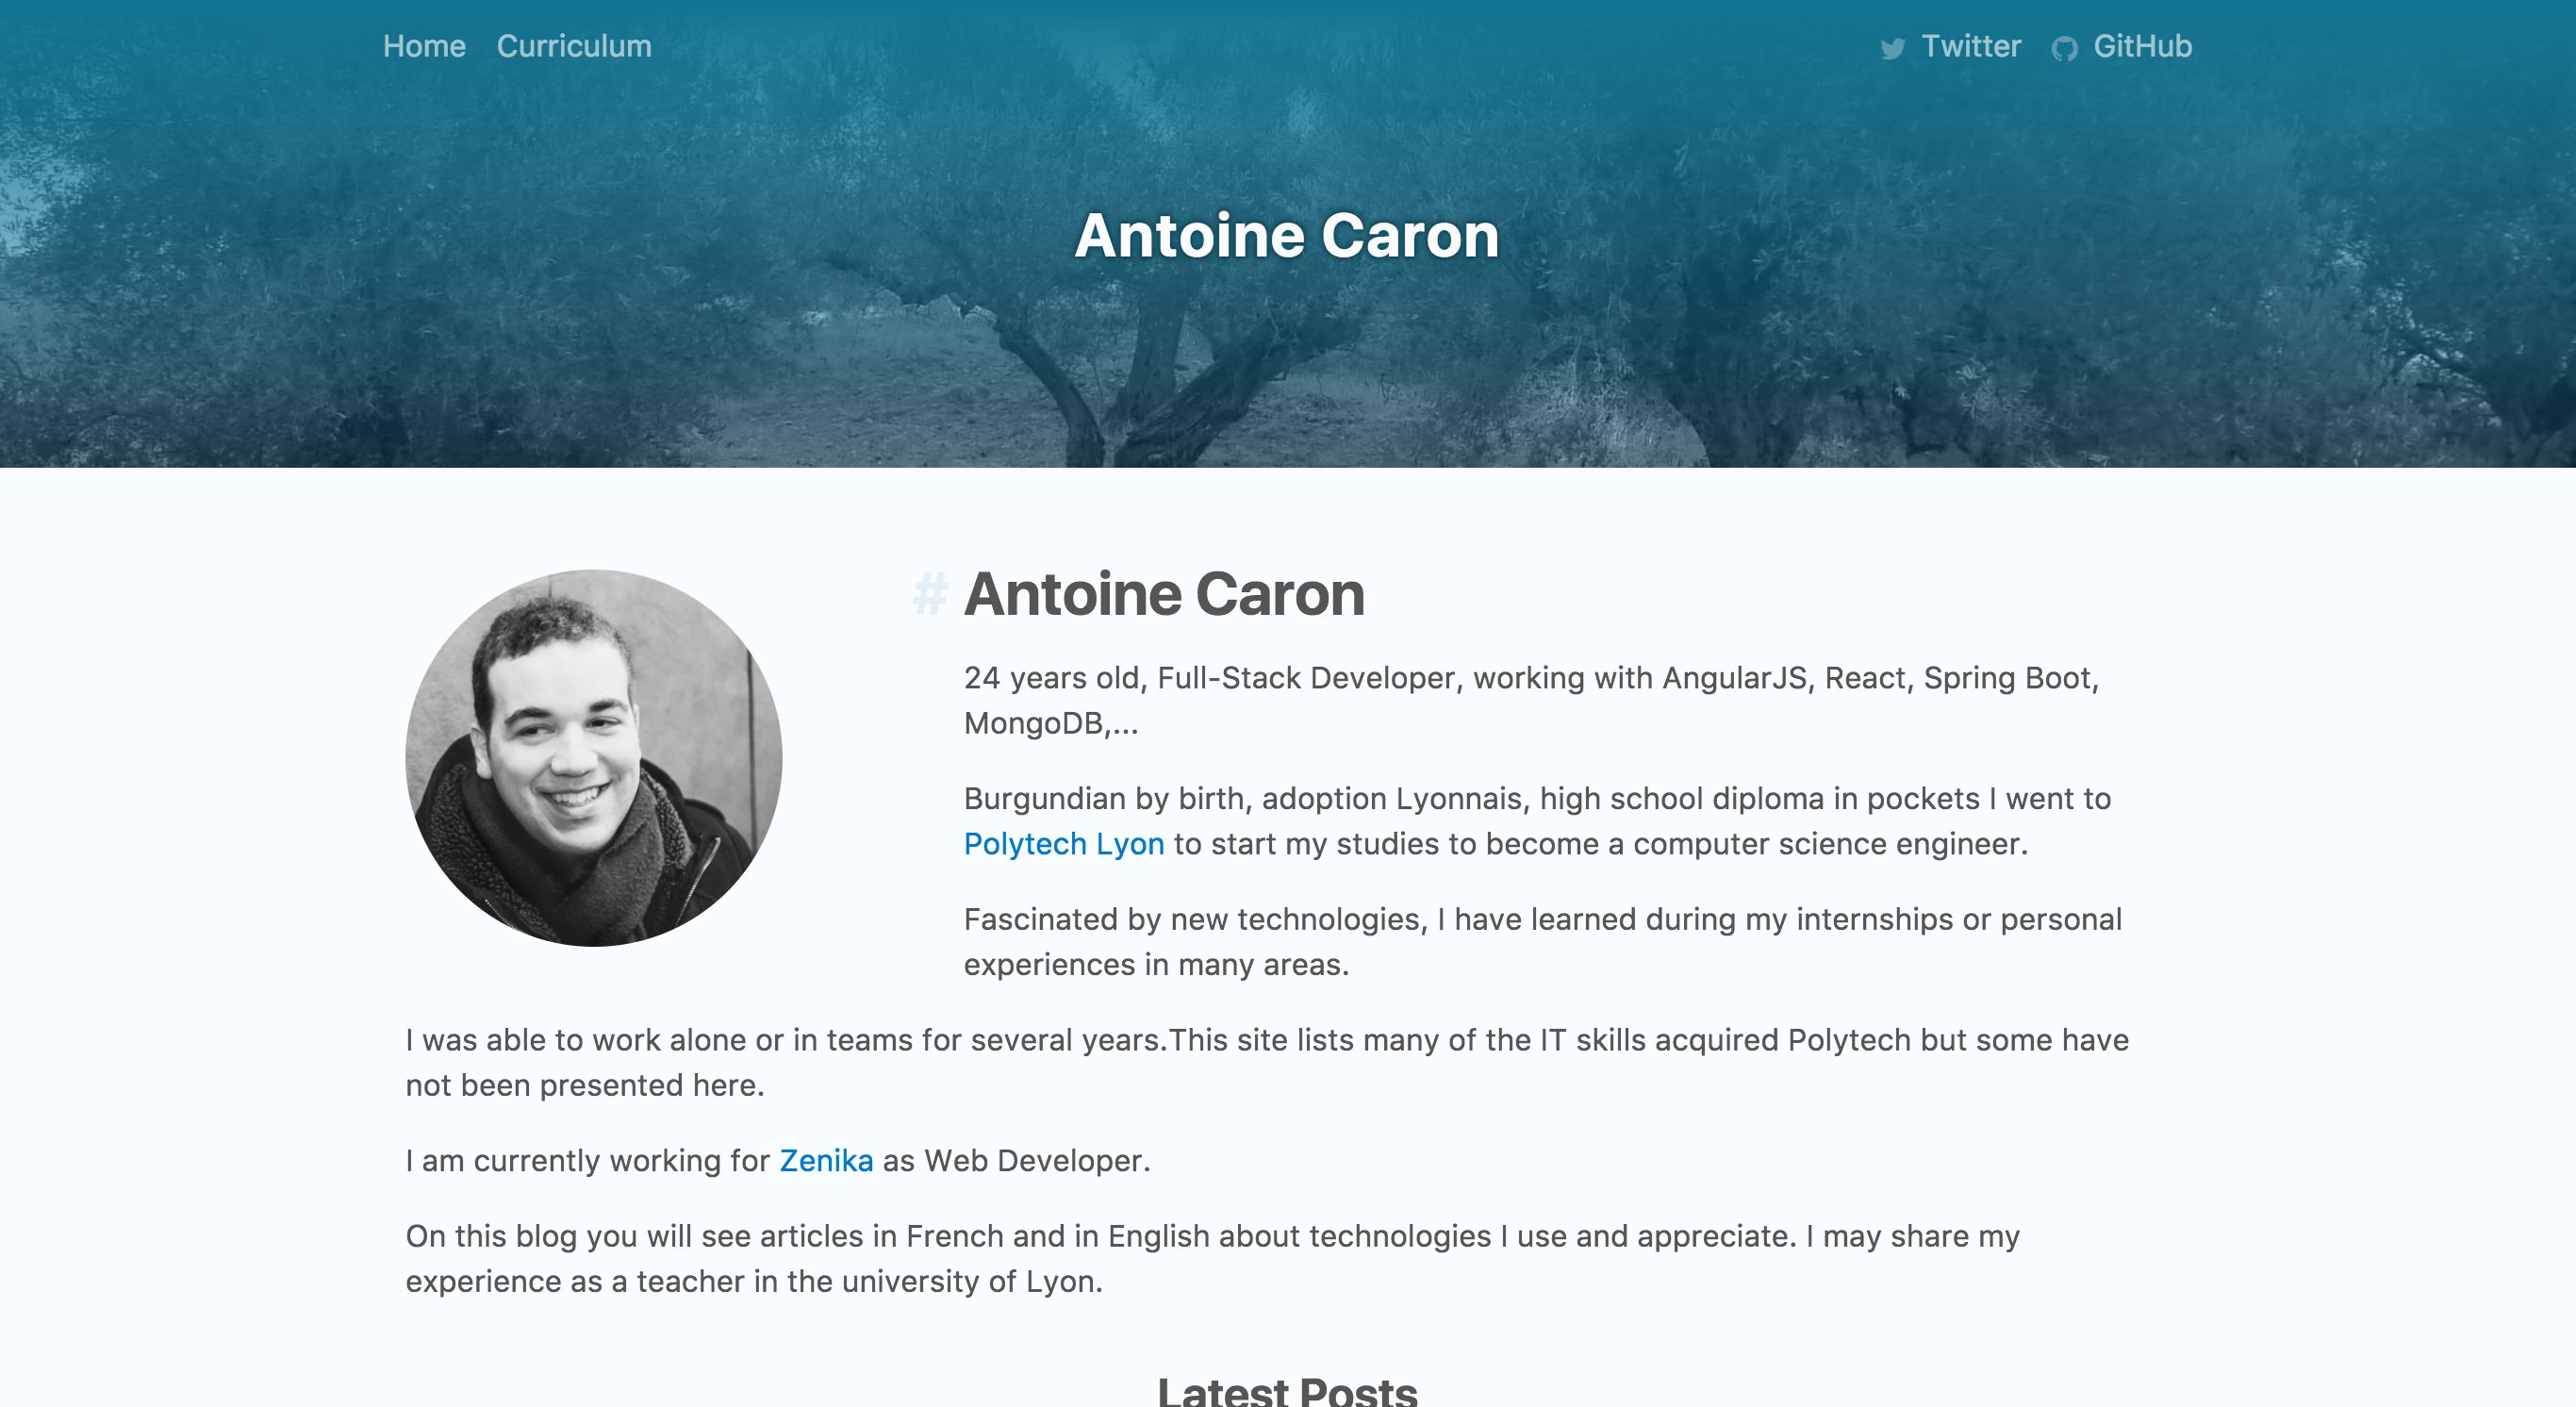 Home Curriculum Twitter GitHub
Antoine Caron
# Antoine Caron
24 years old, Full-Stack Developer, working with AngularJS, React, Spring Boot,
MongoDB,...
Burgundian by birth, adoption Lyonnais, high school diploma in pockets I went to
Polytech Lyon to start my studies to become a computer science engineer.
Fascinated by new technologies, I have learned during my internships or personal
experiences in many areas.
I was able to work alone or in teams for several years.This site lists many of the IT skills acquired Polytech but some have
not been presented here.
I am currently working for Zenika as Web Developer.
On this blog you will see articles in French and in English about technologies I use and appreciate. I may share my
experience as a teacher in the university of Lyon.
Latest Posts